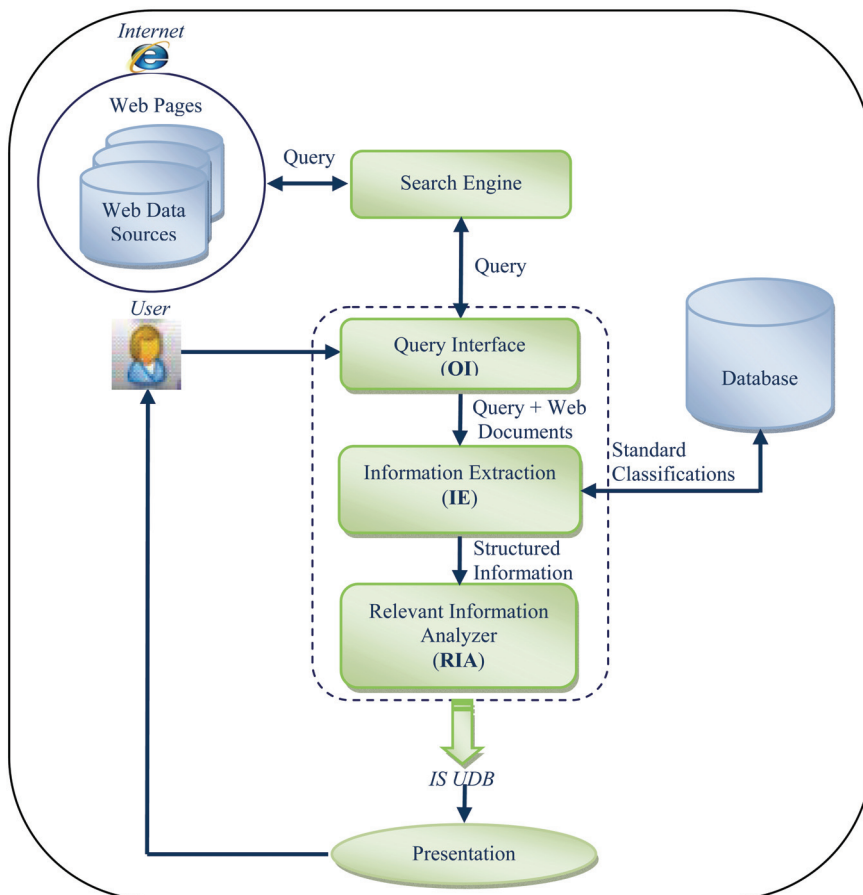 Internet
Web Pages
Web Data
Sources
Query
Search Engine
Query
User
Query Interface
(OI)
Database
Query + Web
Documents
Standard
Classifications
Information Extraction
(IE)
Structured
Information
Relevant Information
Analyzer
(RIA)
IS UDB
Presentation